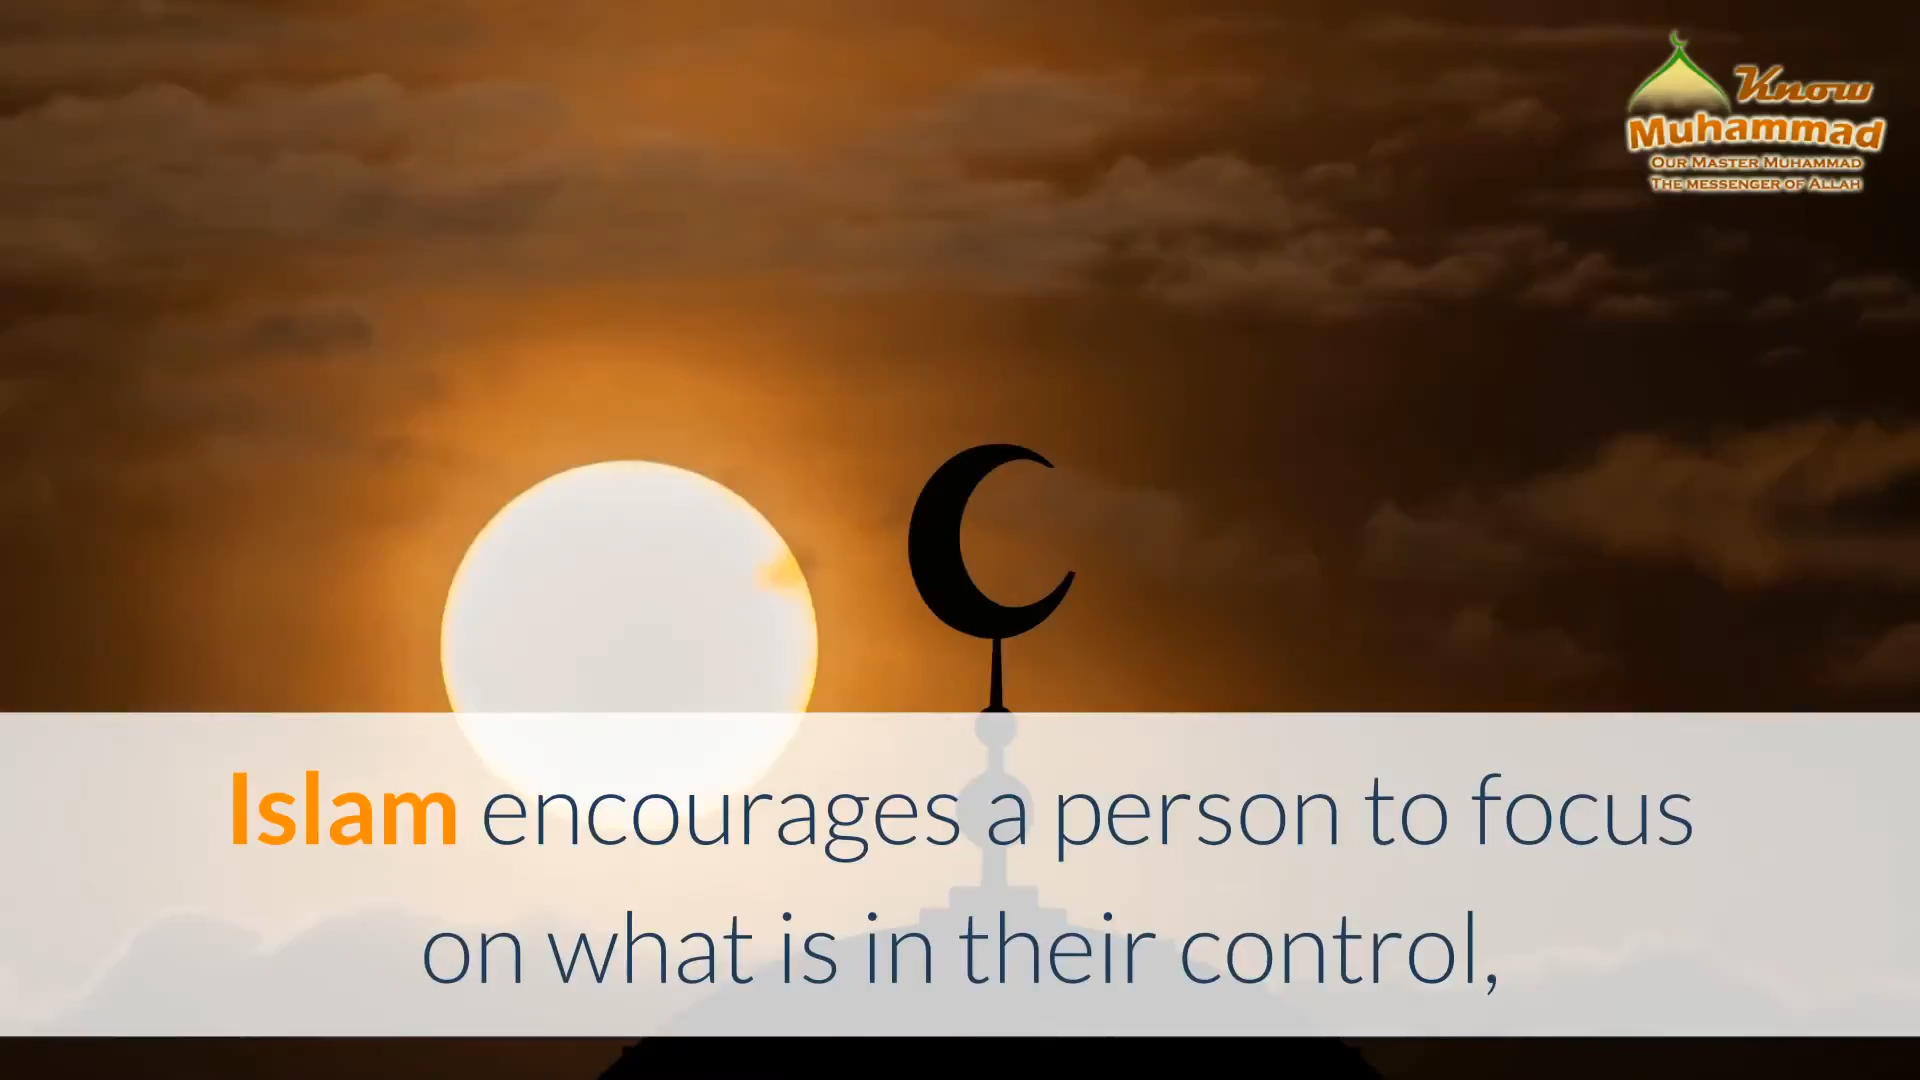 Know
Muhammad
OUR MASTER MUHAMMAD
THE MESSENGER OF ALLAH
Islam encourages a person to focus
on what is in their control,